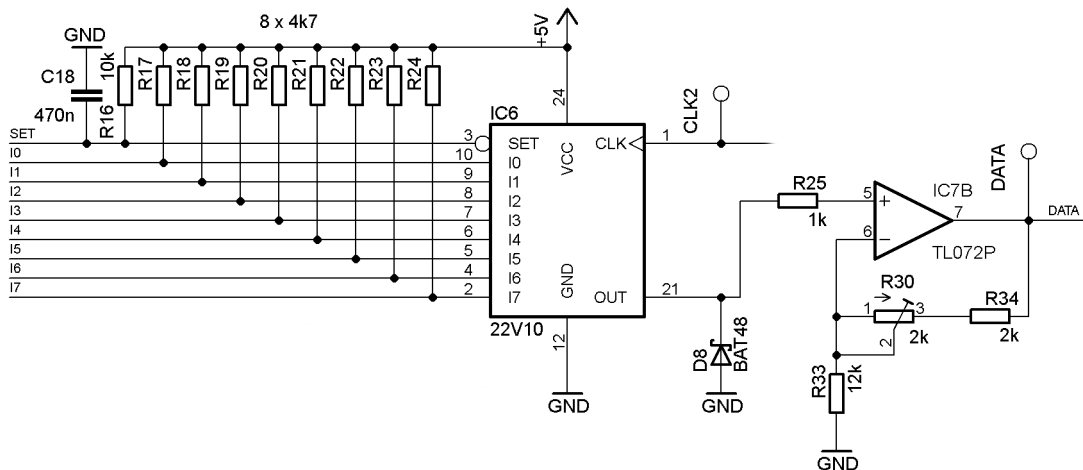 GND
8 x 4k7
+5V
C18
470n
10k
R16
R17
R18
R19
R20
R21
R22
R23
R24
24
IC6
CLK2
SET
3
SET
VCC
CLK
1
I0
10
I0
I1
9
I1
I2
8
I2
I3
7
I3
I4
6
I4
I5
5
I5
I6
4
I6
I7
2
I7
GND
OUT
21
22V10
12
GND
D8
BAT48
GND
R25
1k
5
+
6
−
IC7B
7
TL072P
DATA
DATA
R30
1
3
2
2k
R34
2k
R33
12k
GND